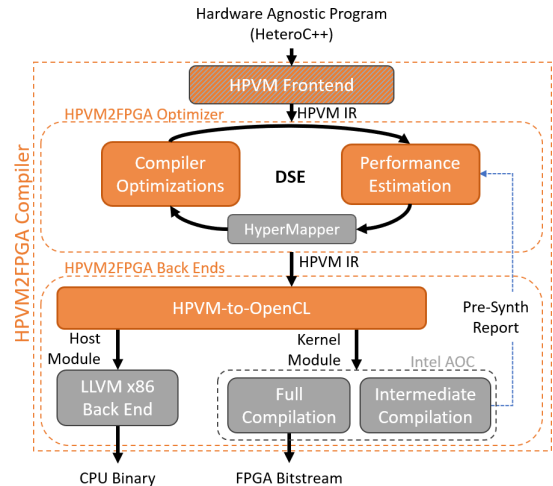 Hardware Agnostic Program
(HeteroC++)
HPVM Frontend
HPVM2FPGA Optimizer
HPVM IR
Compiler
Optimizations
DSE
Performance
Estimation
HyperMapper
HPVM2FPGA Compiler
HPVM2FPGA Back Ends
HPVM IR
HPVM-to-OpenCL
Pre-Synth
Report
Host
Module
Kernel
Module
Intel AOC
LLVM x86
Back End
Full
Compilation
Intermediate
Compilation
CPU Binary
FPGA Bitstream